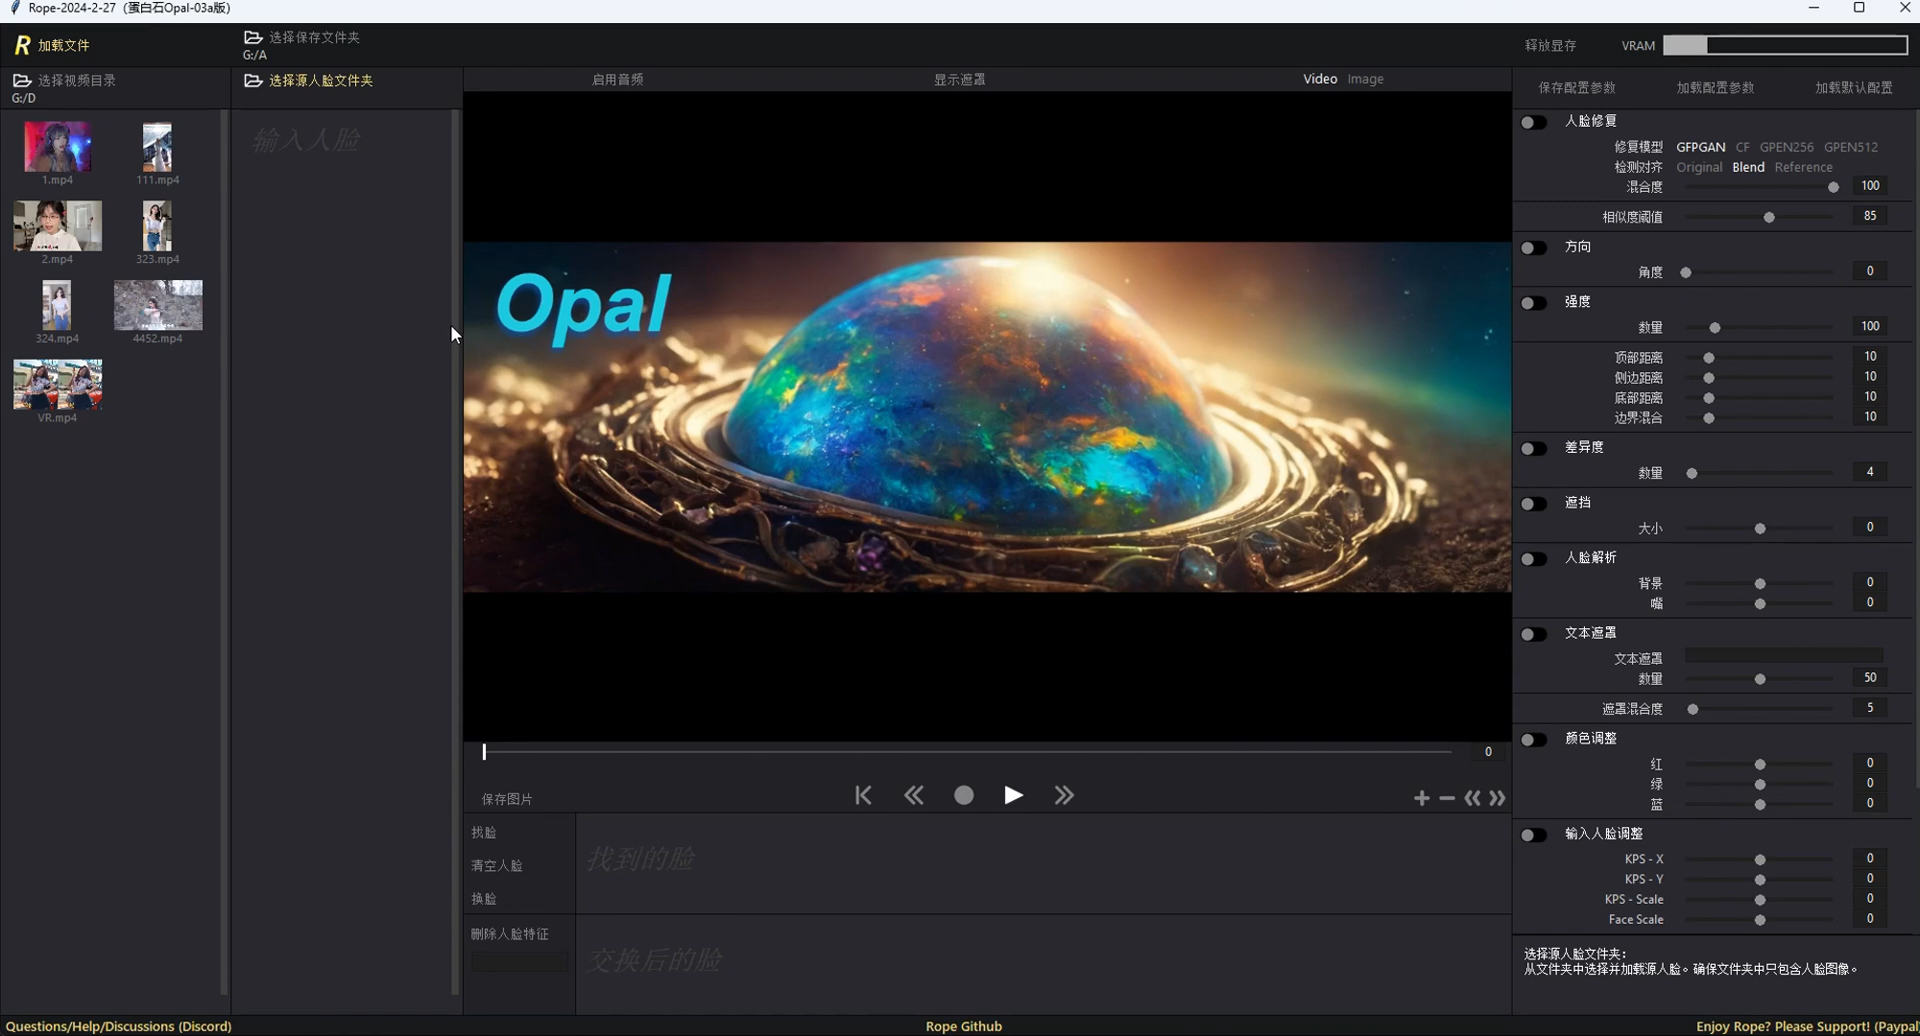 Rope-2024-2-27 (蛋白石Opal-03a版)
R 加载文件
选择保存文件夹
G:/A
释放显存
VRAM
选择视频目录
G:/D
选择源人脸文件夹
启用音频
显示遮罩
Video Image
保存配置参数
加载配置参数
加载默认配置
1.mp4
111.mp4
2.mp4
323.mp4
324.mp4
4452.mp4
VR.mp4
输入人脸
Opal
0
保存图片
找脸
清空人脸
换脸
找到的脸
删除人脸特征
交换后的脸
人脸修复
修复模型 GFPGAN CF GPEN256 GPEN512
检测对齐 Original Blend Reference
混合度 100
相似度阈值 85
方向
角度 0
强度
数量 100
顶部距离 10
侧边距离 10
底部距离 10
边界混合 10
差异度
数量 4
遮挡
大小 0
人脸解析
背景 0
嘴 0
文本遮罩
文本遮罩
数量 50
遮罩混合度 5
颜色调整
红 0
绿 0
蓝 0
输入人脸调整
KPS - X 0
KPS - Y 0
KPS - Scale 0
Face Scale 0
选择源人脸文件夹:
从文件夹中选择并加载源人脸。确保文件夹中只包含人脸图像。
Questions/Help/Discussions (Discord)
Rope Github
Enjoy Rope? Please Support! (Paypal